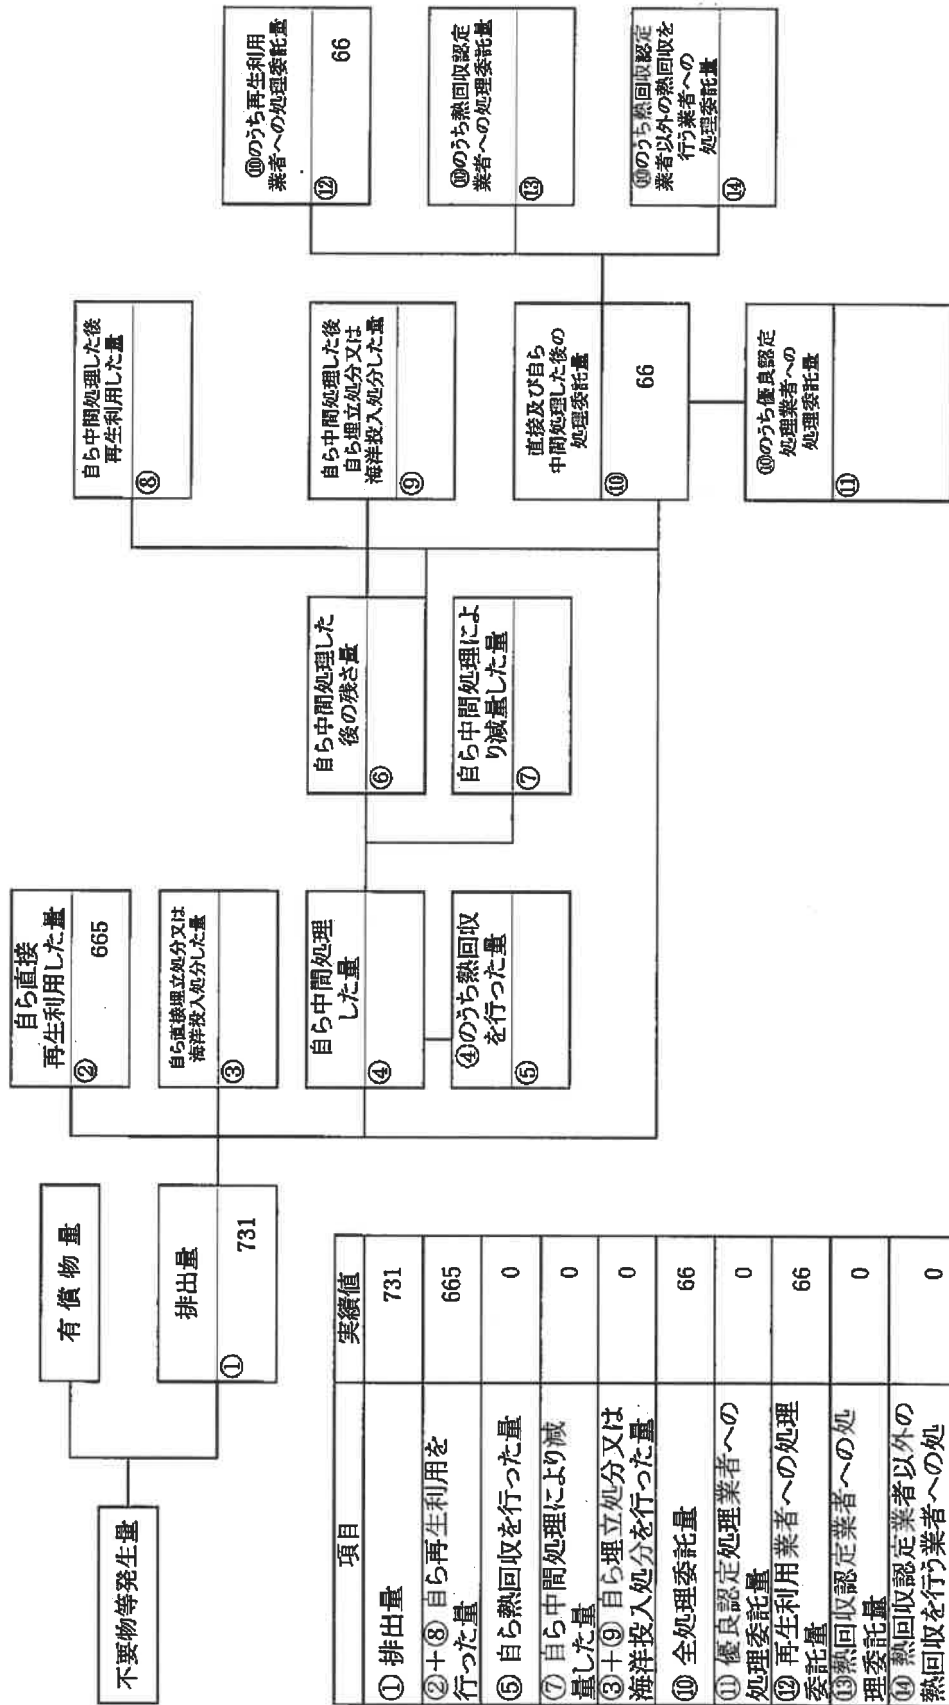 不要物等発生量
有償物量
排出量
①
731
自ら直接
再生利用した量
②
665
自ら直接埋立処分又は
海洋投入処分した量
③
自ら中間処理
した量
④
④のうち熱回収
を行った量
⑤
自ら中間処理した
後の残さ量
⑥
自ら中間処理によ
り減量した量
⑦
自ら中間処理した後
再生利用した量
⑧
自ら中間処理した後
自ら埋立処分又は
海洋投入処分した量
⑨
直接及び自ら
中間処理した後の
処理委託量
⑩
66
⑩のうち優良認定
処理業者への
処理委託量
⑪
⑩のうち再生利用
業者への処理委託量
⑫
66
⑩のうち熱回収認定
業者への処理委託量
⑬
⑩のうち熱回収認定
業者以外の熱回収を
行う業者への
処理委託量
⑭
項目 実績値
① 排出量 731
②+⑧ 自ら再生利用を
行った量 665
⑤ 自ら熱回収を行った量 0
⑦ 自ら中間処理により減
量した量 0
③+⑨ 自ら埋立処分又は
海洋投入処分を行った量 0
⑩ 全処理委託量 66
⑪ 優良認定処理業者への
処理委託量 0
⑫ 再生利用業者への処理
委託量 66
⑬熱回収認定業者への処
理委託量 0
⑭ 熱回収認定業者以外の
熱回収を行う業者への処 0